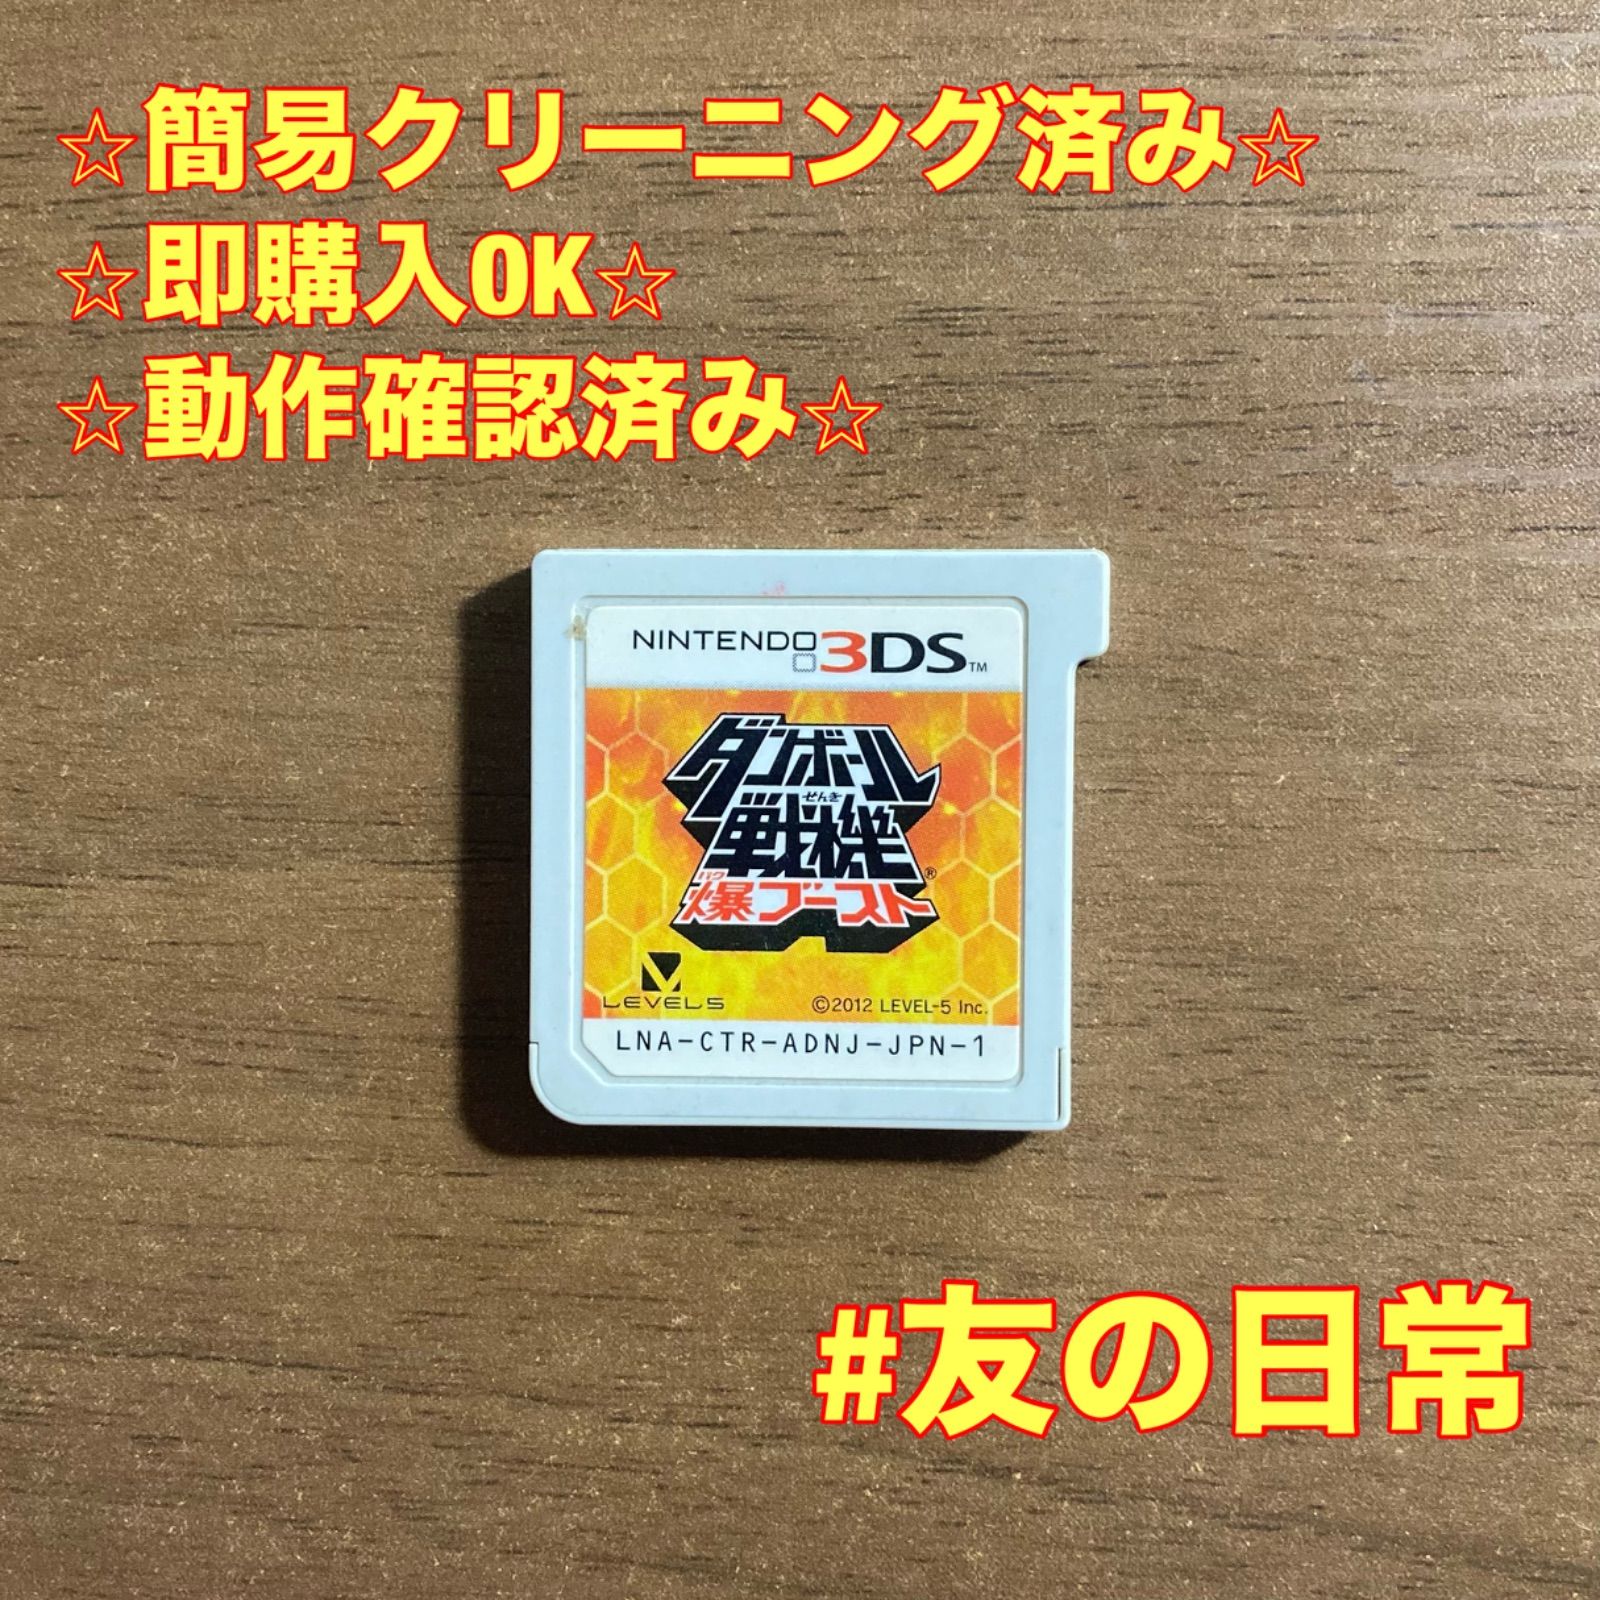 ☆簡易クリーニング済み☆
☆即購入OK☆
☆動作確認済み☆
NINTENDO 3DS TM
ダンボール
せんき
戦機
バク
爆ブースト
®
LEVEL5
©2012 LEVEL-5 Inc.
LNA-CTR-ADNJ-JPN-1
#友の日常